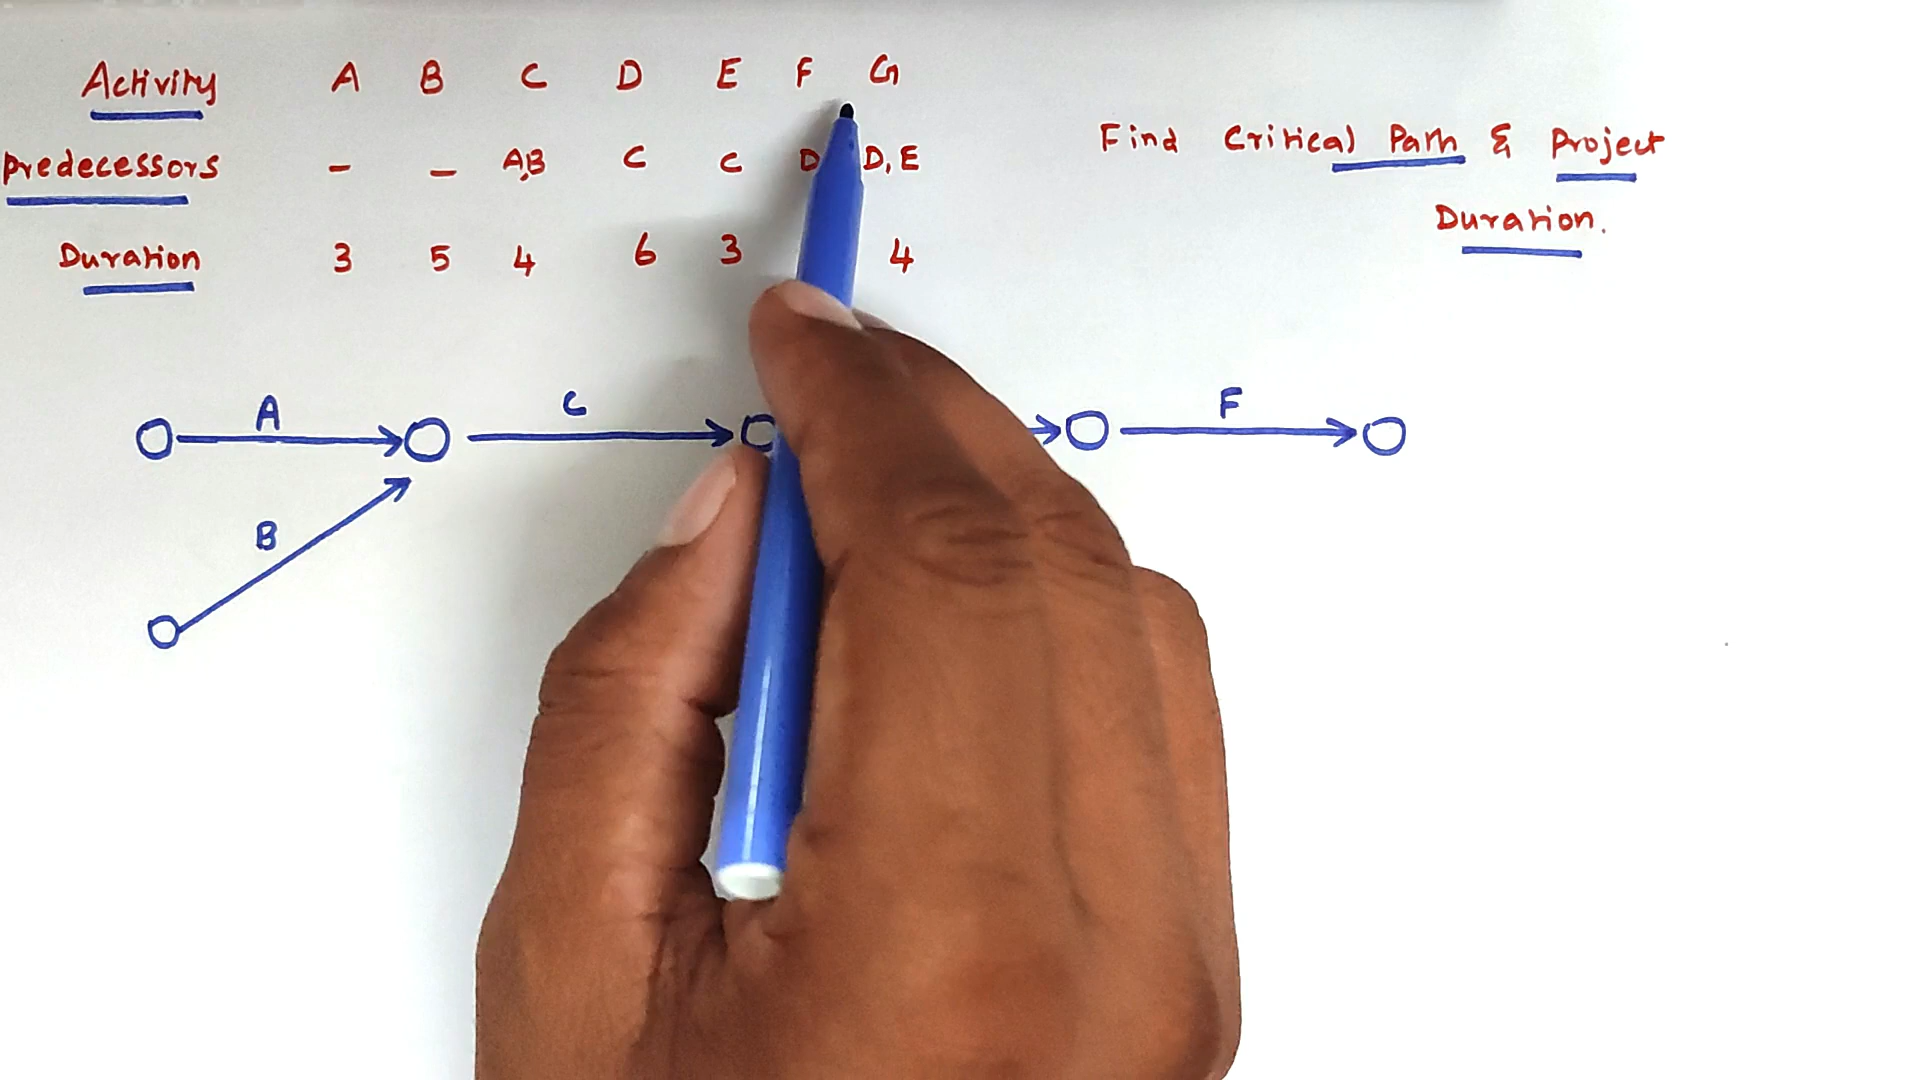 Activity A B C D E F G
Predecessors - - A,B C C D D, E
Duration 3 5 4 6 3 4
Find Critical Path & Project
Duration.
A C F
B